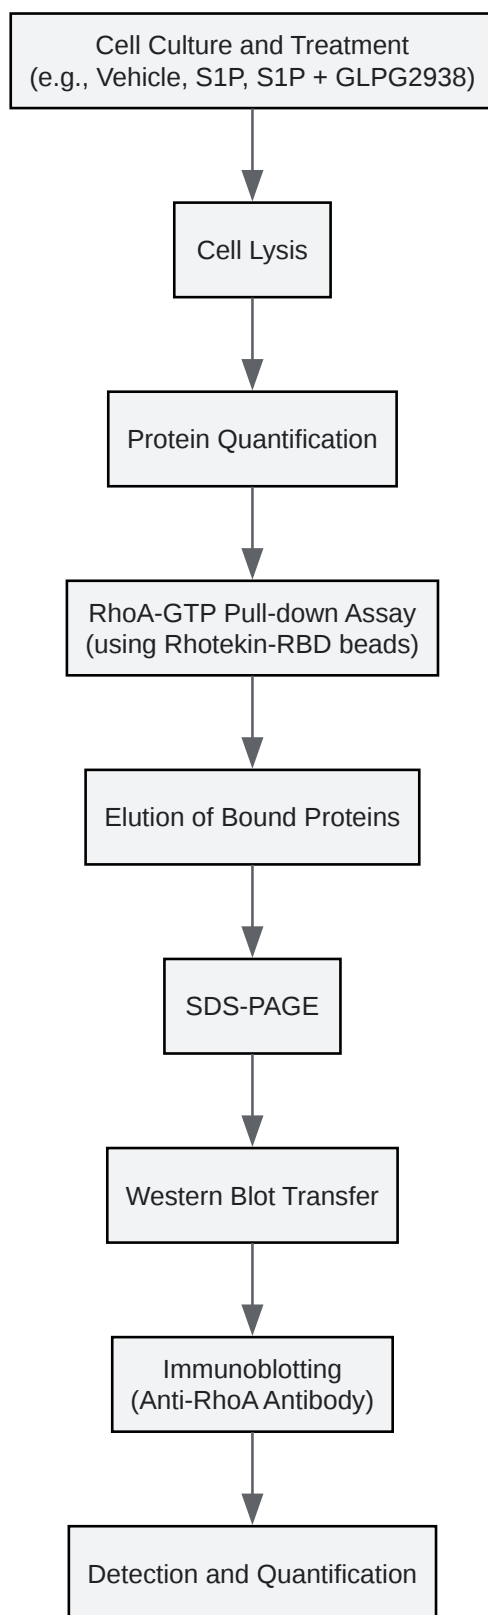 Cell Culture and Treatment
(e.g., Vehicle, S1P, S1P + GLPG2938)
Cell Lysis
Protein Quantification
RhoA-GTP Pull-down Assay
(using Rhotekin-RBD beads)
Elution of Bound Proteins
SDS-PAGE
Western Blot Transfer
Immunoblotting
(Anti-RhoA Antibody)
Detection and Quantification